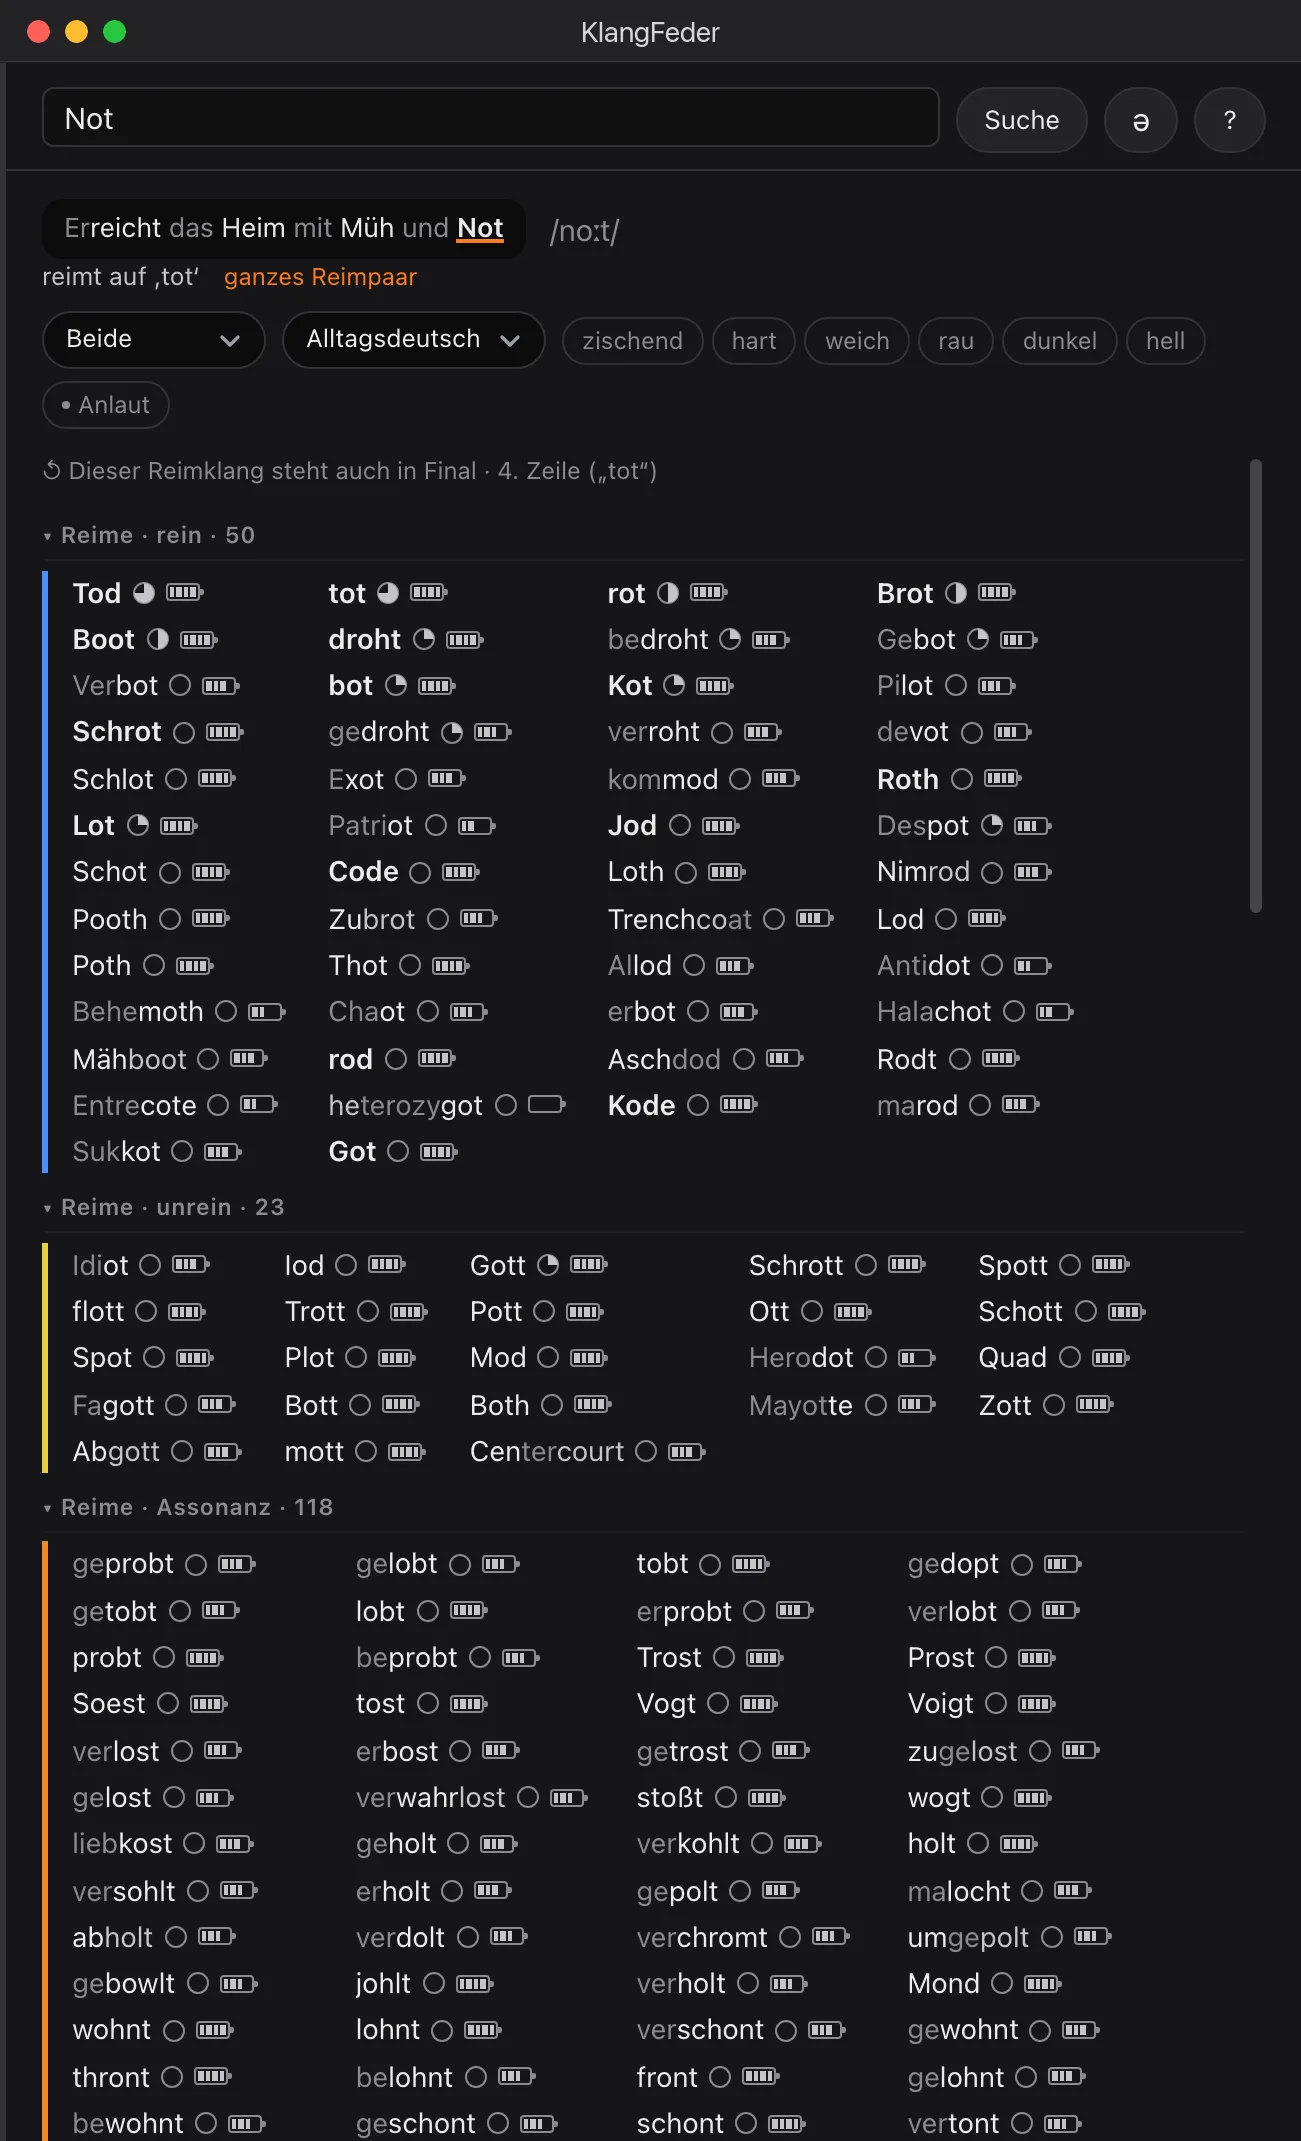 KlangFeder
Not Suche ə ?
Erreicht das Heim mit Müh und Not /noːt/
reimt auf ‚tot‘ ganzes Reimpaar
Beide Alltagsdeutsch zischend hart weich rau dunkel hell
• Anlaut
Dieser Reimklang steht auch in Final · 4. Zeile („tot“)
Reime · rein · 50
Tod tot rot Brot
Boot droht bedroht Gebot
Verbot bot Kot Pilot
Schrot gedroht verroht devot
Schlot Exot kommod Roth
Lot Patriot Jod Despot
Schot Code Loth Nimrod
Pooth Zubrot Trenchcoat Lod
Poth Thot Allod Antidot
Behemoth Chaot erbot Halachot
Mähboot rod Aschdod Rodt
Entrecote heterozygot Kode marod
Sukkot Got
Reime · unrein · 23
Idiot Iod Gott Schrott Spott
flott Trott Pott Ott Schott
Spot Plot Mod Herodot Quad
Fagott Bott Both Mayotte Zott
Abgott mott Centercourt
Reime · Assonanz · 118
geprobt gelobt tobt gedopt
getobt lobt erprobt verlobt
probt beprobt Trost Prost
Soest tost Vogt Voigt
verlost erbost getrost zugelost
gelost verwahrlost stoßt wogt
liebkost geholt verkohlt holt
versohlt erholt gepolt malocht
abholt verdolt verchromt umgepolt
gebowlt johlt verholt Mond
wohnt lohnt verschont gewohnt
thront belohnt front gelohnt
bewohnt geschont schont vertont